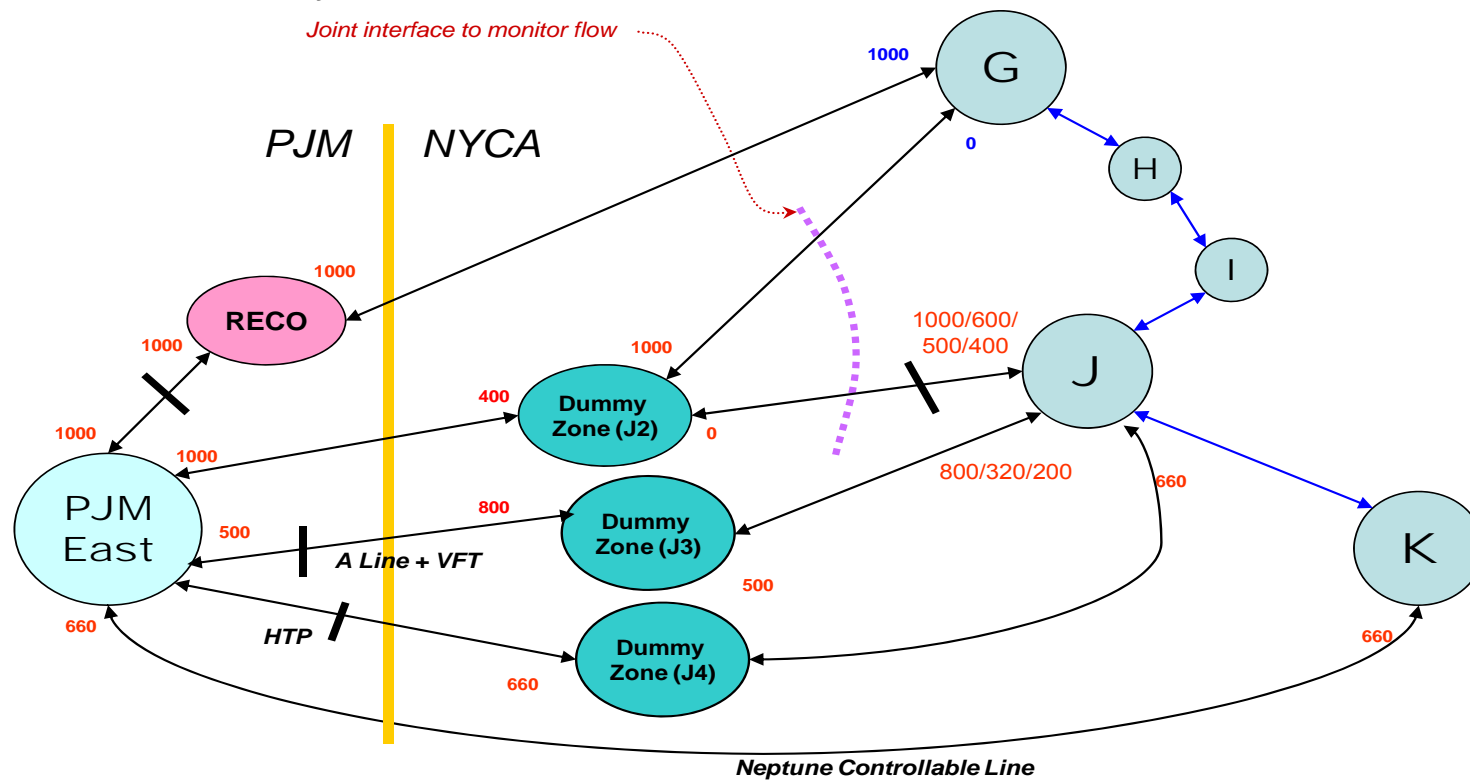 Joint interface to monitor flow
1000
G
PJM
NYCA
0
H
I
1000
RECO
1000
1000/600/
500/400
1000
J
400
Dummy
Zone (J2)
0
1000
1000
800/320/200
660
PJM
East
500
800
Dummy
Zone (J3)
A Line + VFT
500
K
660
HTP
660
Dummy
Zone (J4)
660
Neptune Controllable Line